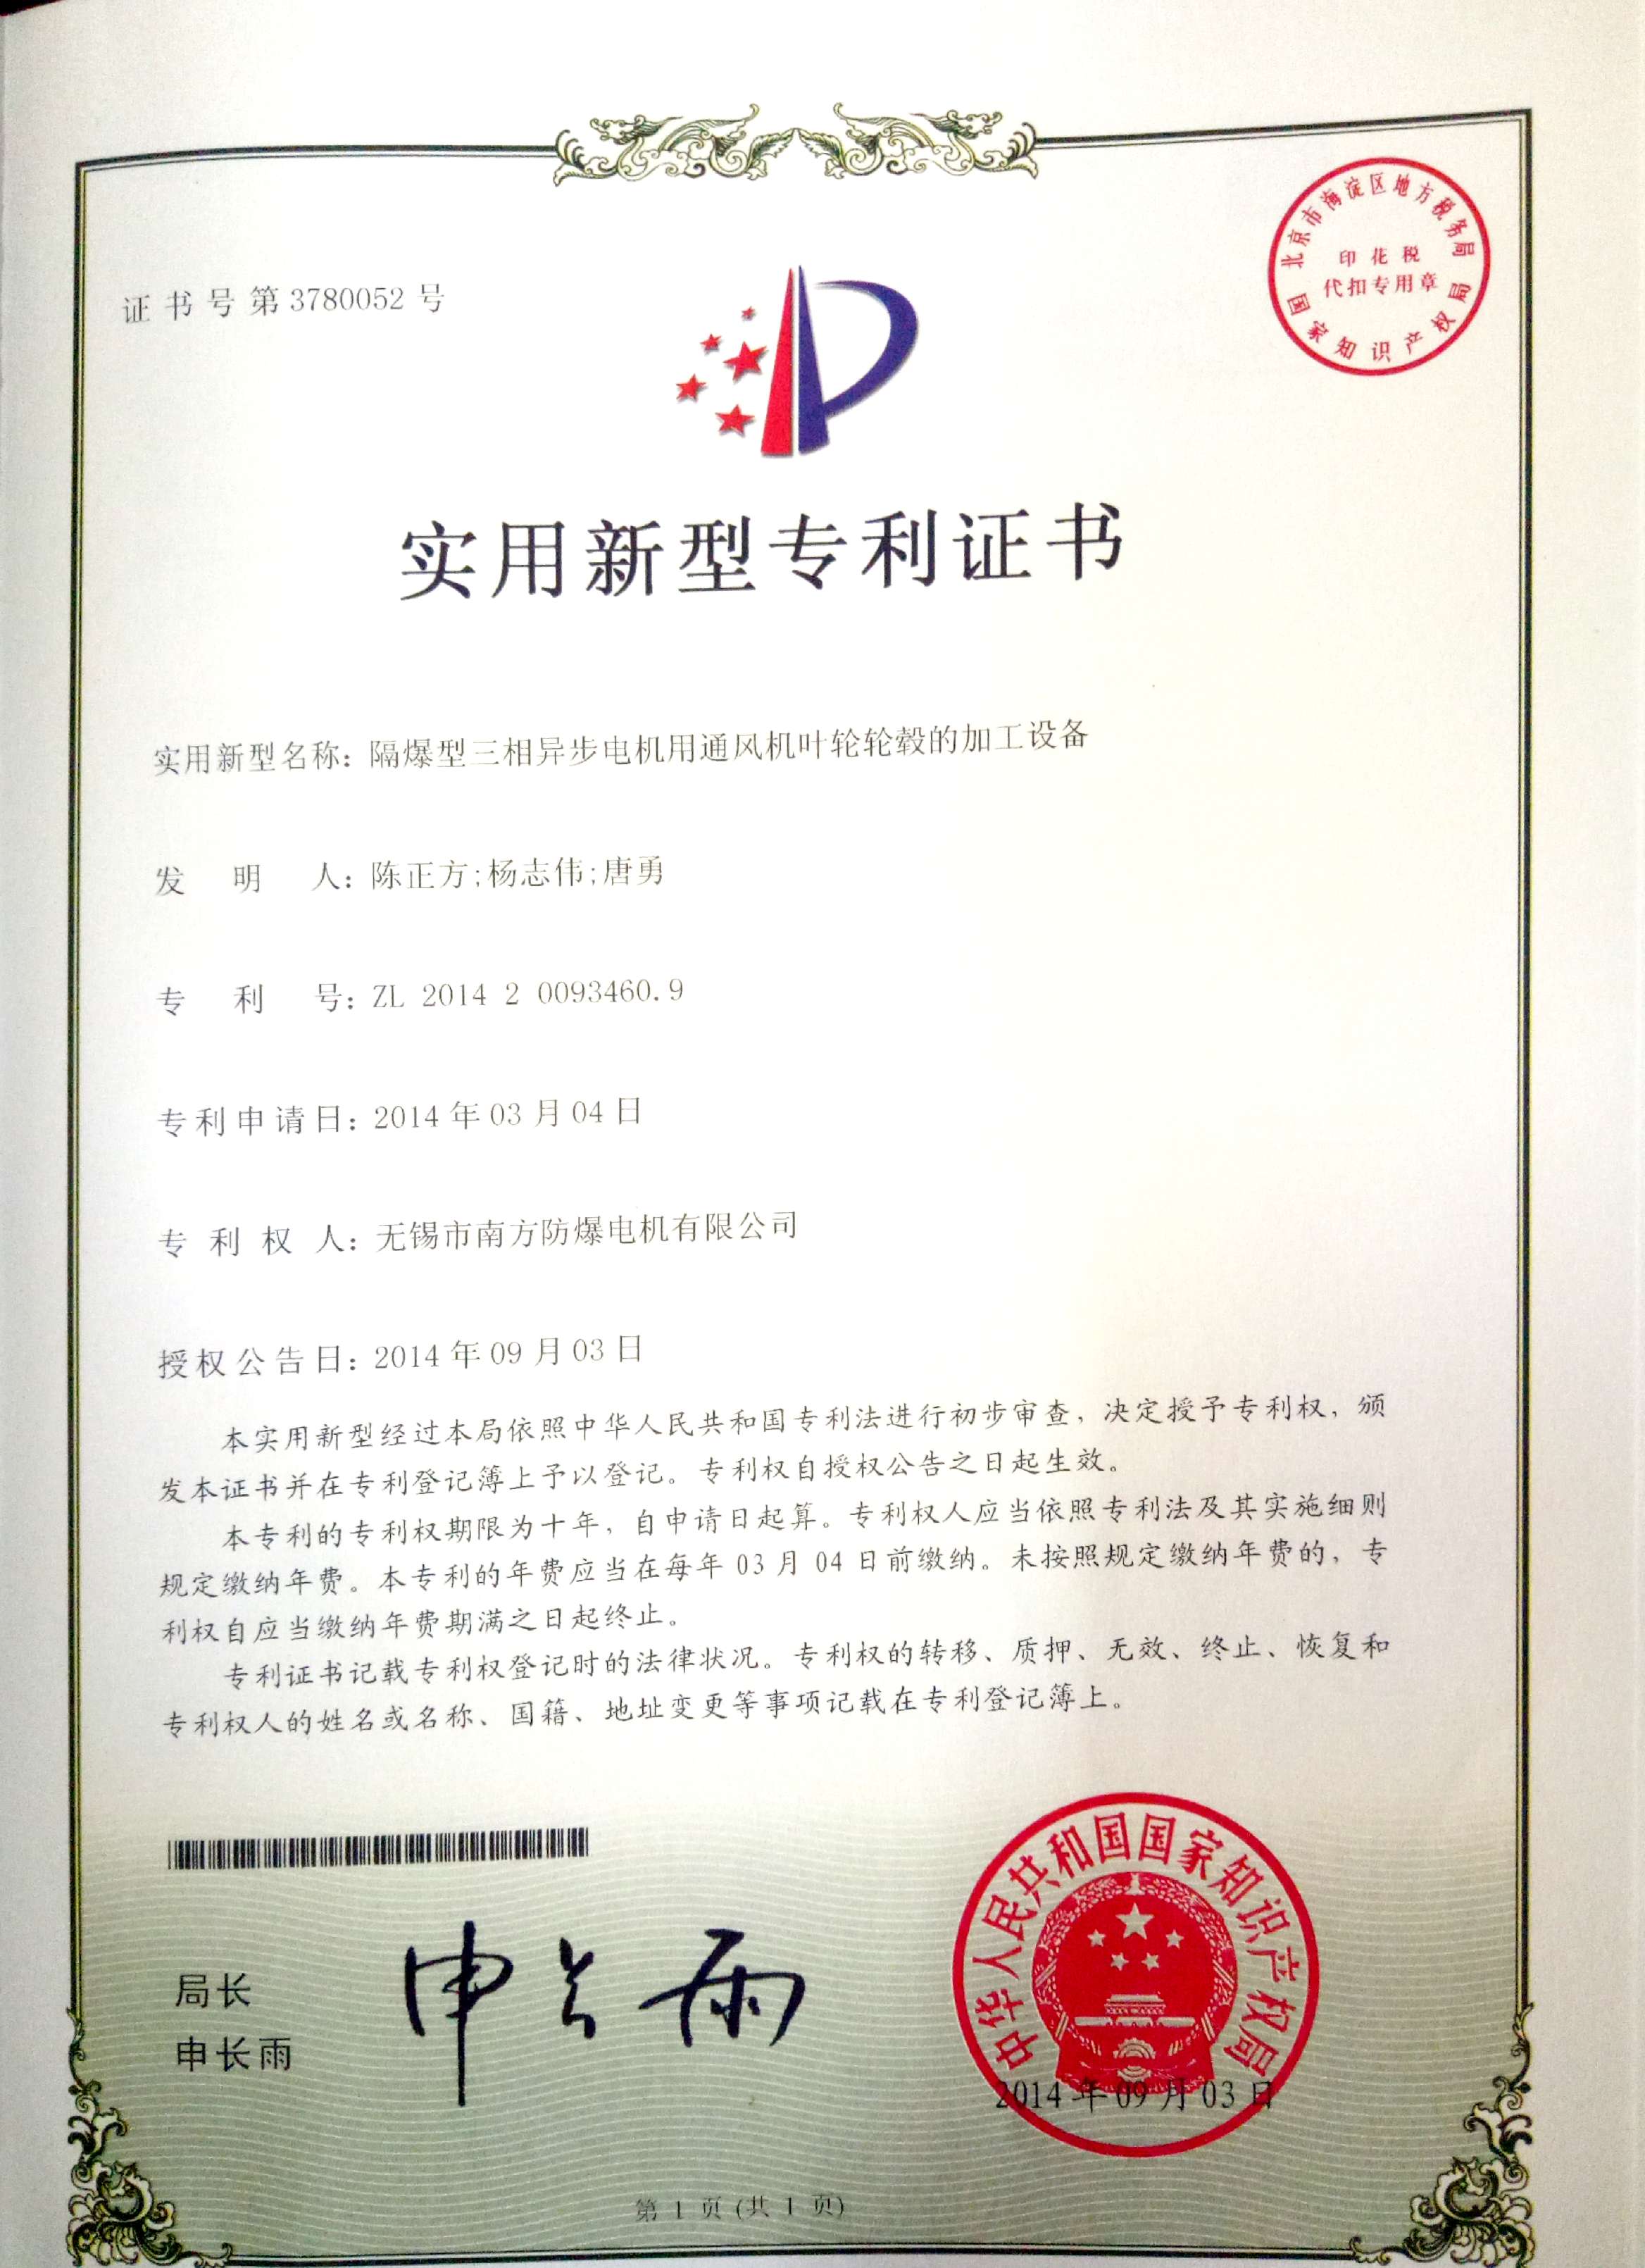 北京市海淀区地方税务局
印花税
代扣专用章
国家知识产权局
证书号第3780052号
实用新型专利证书
实用新型名称：隔爆型三相异步电机用通风机叶轮轮毂的加工设备
发明人：陈正方;杨志伟;唐勇
专利号：ZL 2014 2 0093460.9
专利申请日：2014年03月04日
专利权人：无锡市南方防爆电机有限公司
授权公告日：2014年09月03日
本实用新型经过本局依照中华人民共和国专利法进行初步审查，决定授予专利权，颁
发本证书并在专利登记簿上予以登记。专利权自授权公告之日起生效。
本专利的专利权期限为十年，自申请日起算。专利权人应当依照专利法及其实施细则
规定缴纳年费。本专利的年费应当在每年03月04日前缴纳。未按照规定缴纳年费的，专
利权自应当缴纳年费期满之日起终止。
专利证书记载专利权登记时的法律状况。专利权的转移、质押、无效、终止、恢复和
专利权人的姓名或名称、国籍、地址变更等事项记载在专利登记簿上。
局长
申长雨
申长雨
中华人民共和国国家知识产权局
2014年09月03日
第1页(共1页)